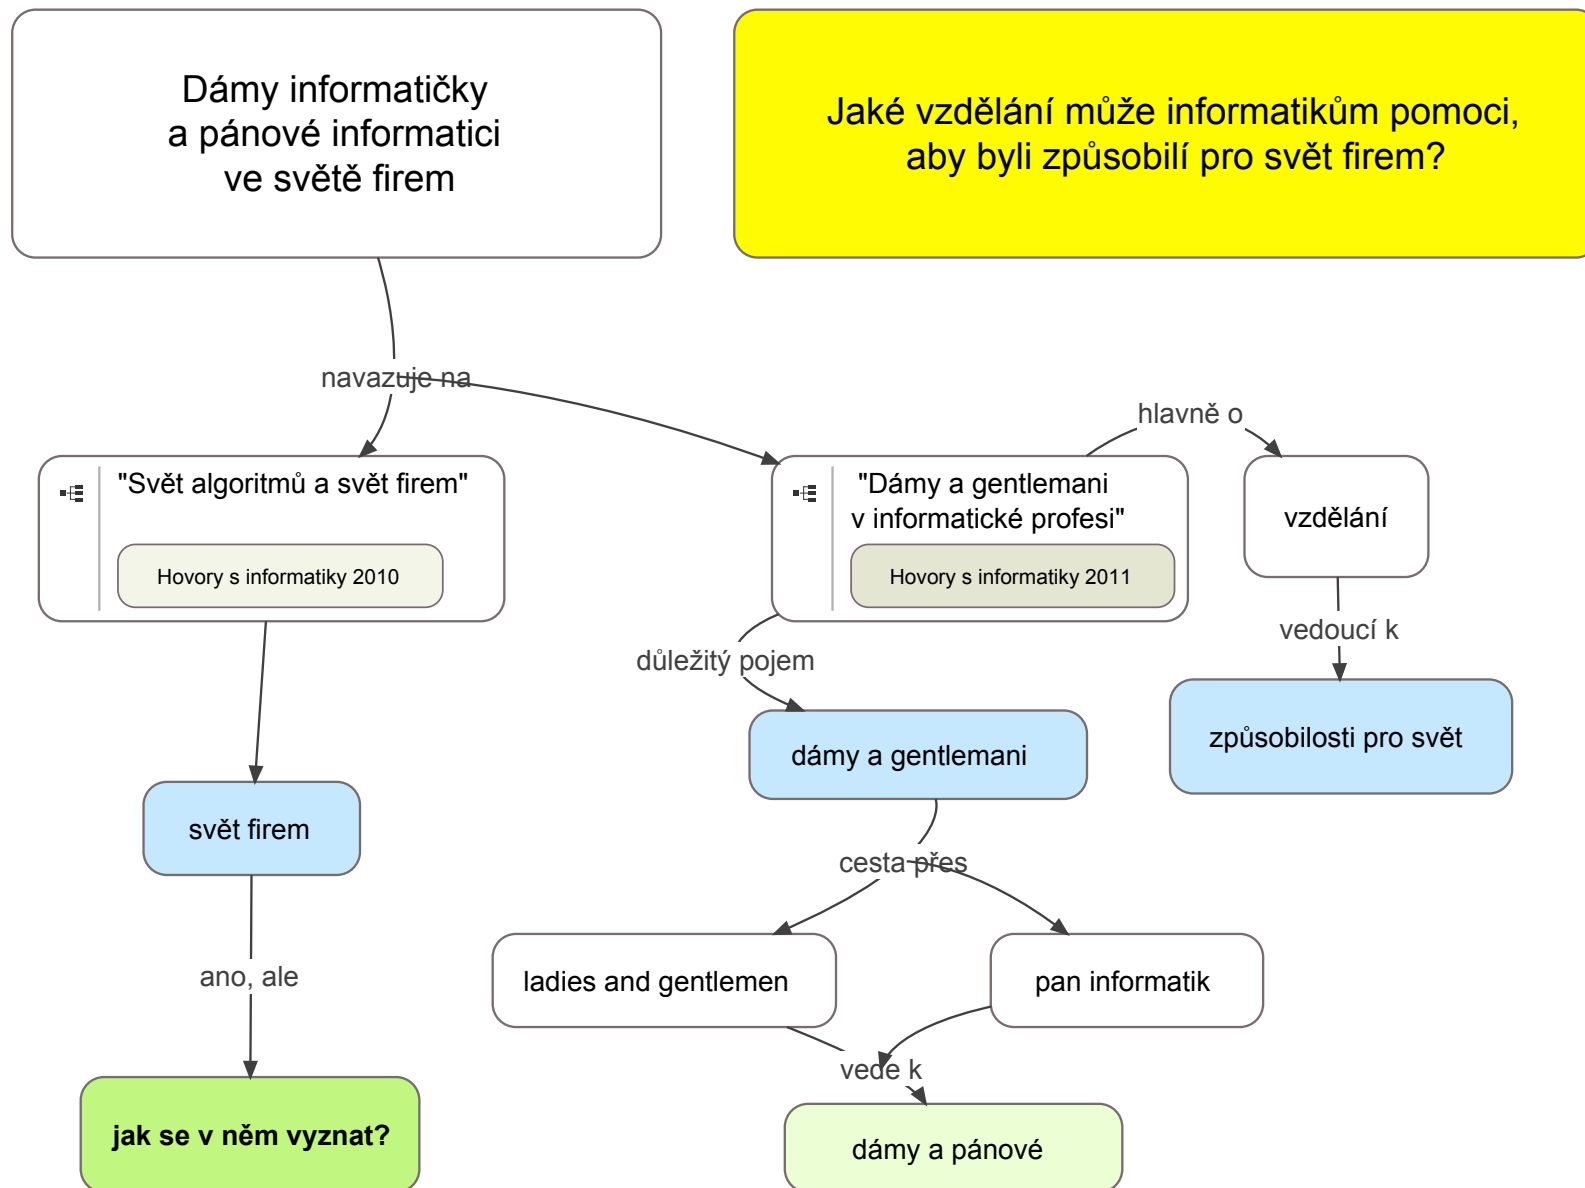 Dámy informatičky
a pánové informatici
ve světě firem
Jaké vzdělání může informatikům pomoci,
aby byli způsobilí pro svět firem?
navazuje na
hlavně o
"Svět algoritmů a svět firem"
Hovory s informatiky 2010
"Dámy a gentlemani
v informatické profesi"
Hovory s informatiky 2011
vzdělání
důležitý pojem
vedoucí k
dámy a gentlemani
způsobilosti pro svět
svět firem
cesta přes
ano, ale
ladies and gentlemen
pan informatik
vede k
jak se v něm vyznat?
dámy a pánové